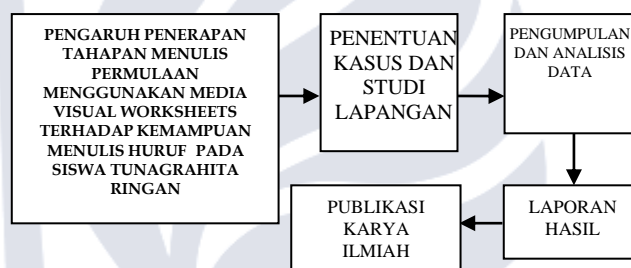 PENGARUH PENERAPAN
TAHAPAN MENULIS
PERMULAAN
MENGGUNAKAN MEDIA
VISUAL WORKSHEETS
TERHADAP KEMAMPUAN
MENULIS HURUF PADA
SISWA TUNAGRAHITA
RINGAN
PENENTUAN
KASUS DAN
STUDI
LAPANGAN
PENGUMPULAN
DAN ANALISIS
DATA
LAPORAN
HASIL
PUBLIKASI
KARYA
ILMIAH